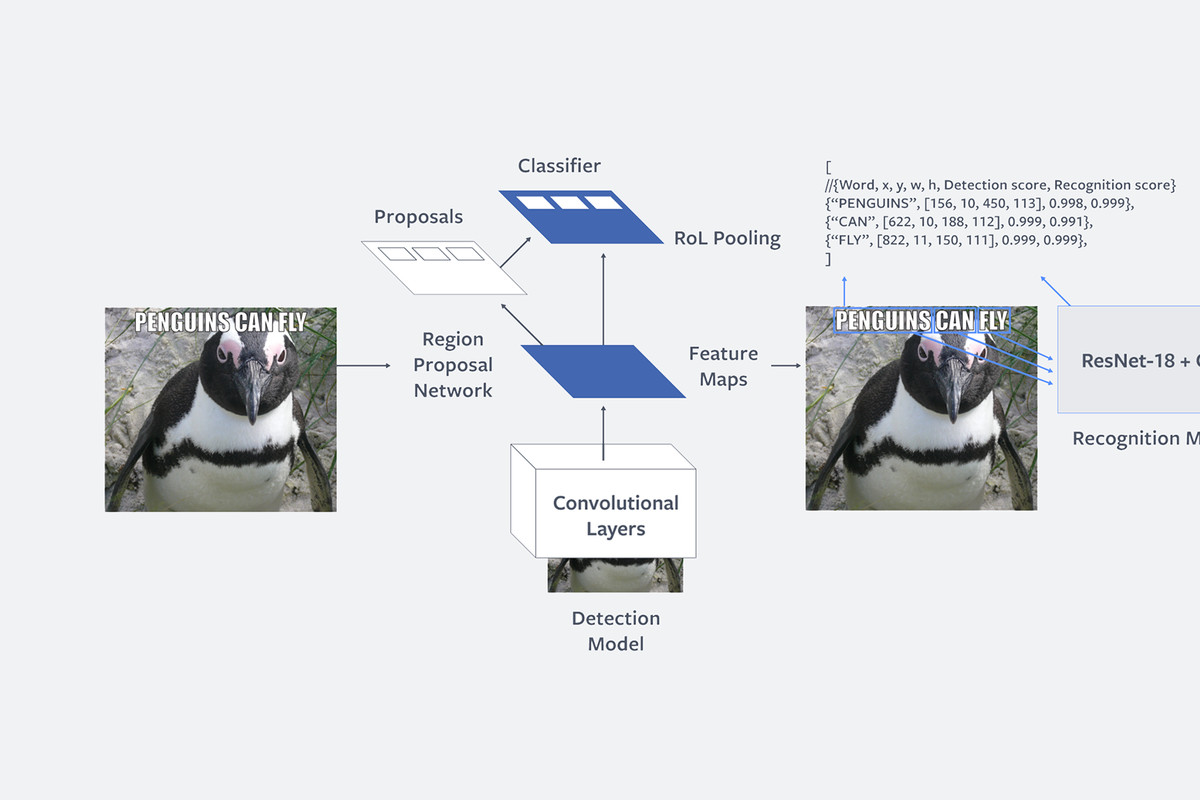 Classifier
Proposals
RoL Pooling
[
//{Word, x, y, w, h, Detection score, Recognition score}
{“PENGUINS”, [156, 10, 450, 113], 0.998, 0.999},
{“CAN”, [622, 10, 188, 112], 0.999, 0.991},
{“FLY”, [822, 11, 150, 111], 0.999, 0.999},
]
PENGUINS CAN FLY
Region
Proposal
Network
Feature
Maps
PENGUINS CAN FLY
ResNet-18 +
Recognition
Convolutional
Layers
Detection
Model